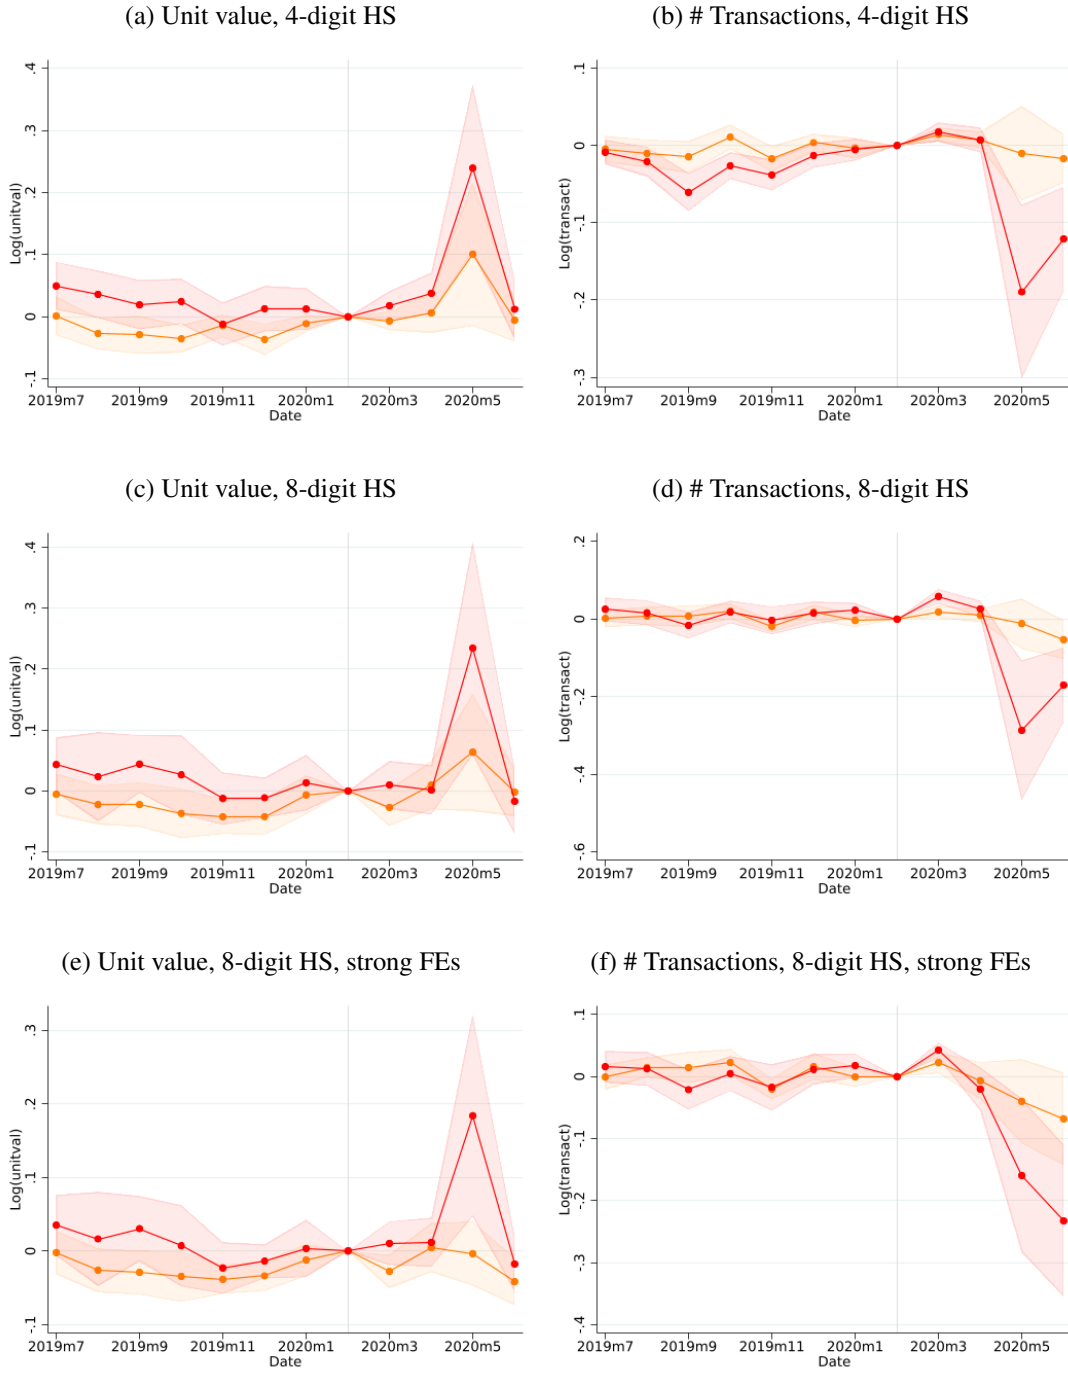 (a) Unit value, 4-digit HS
Log(unitval)
.4
.3
.2
.1
0
-.1
2019m7 2019m9 2019m11 2020m1 2020m3 2020m5
Date
(b) # Transactions, 4-digit HS
Log(transact)
.1
0
-.1
-.2
-.3
2019m7 2019m9 2019m11 2020m1 2020m3 2020m5
Date
(c) Unit value, 8-digit HS
Log(unitval)
.4
.3
.2
.1
0
-.1
2019m7 2019m9 2019m11 2020m1 2020m3 2020m5
Date
(d) # Transactions, 8-digit HS
Log(transact)
.2
0
-.2
-.4
-.6
2019m7 2019m9 2019m11 2020m1 2020m3 2020m5
Date
(e) Unit value, 8-digit HS, strong FEs
Log(unitval)
.3
.2
.1
0
-.1
2019m7 2019m9 2019m11 2020m1 2020m3 2020m5
Date
(f) # Transactions, 8-digit HS, strong FEs
Log(transact)
.1
0
-.1
-.2
-.3
-.4
2019m7 2019m9 2019m11 2020m1 2020m3 2020m5
Date